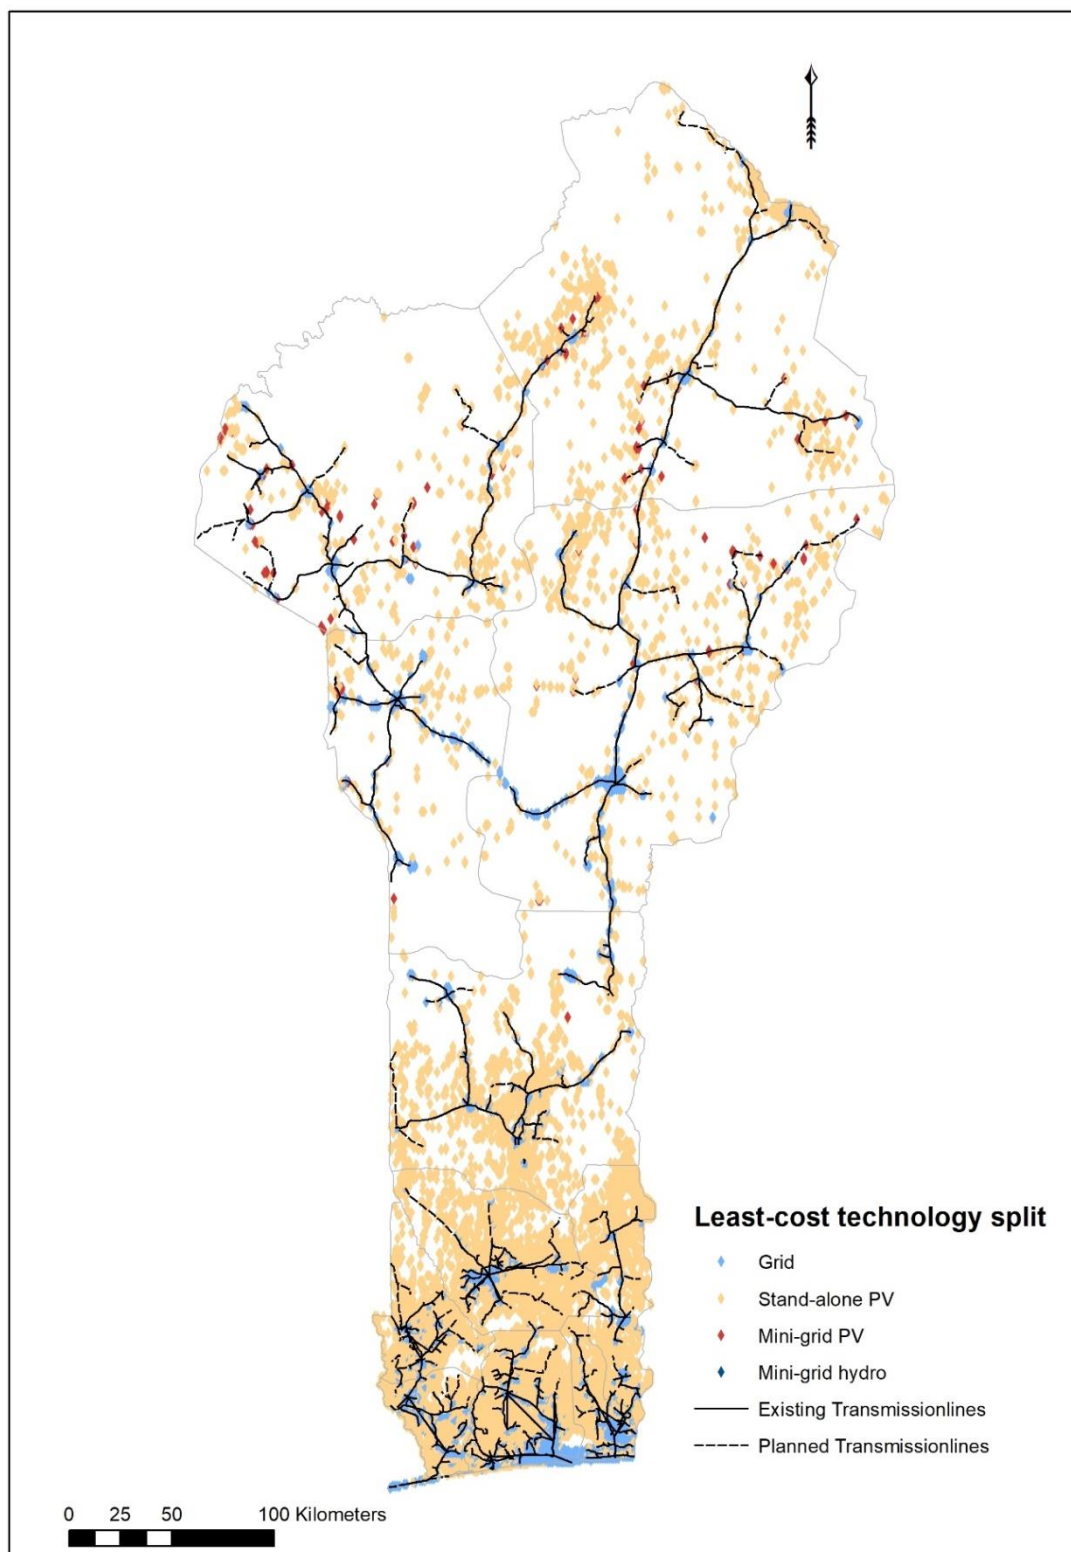 Least-cost technology split
Grid
Stand-alone PV
Mini-grid PV
Mini-grid hydro
Existing Transmissionlines
Planned Transmissionlines
0 25 50 100 Kilometers